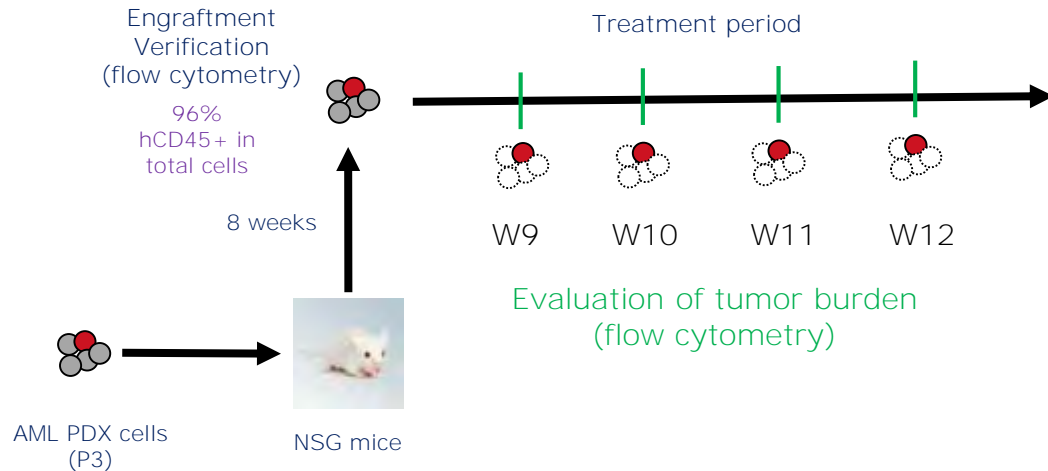 Engraftment
Verification
(flow cytometry)
96%
hCD45+ in
total cells
Treatment period
8 weeks
W9
W10
W11
W12
Evaluation of tumor burden
(flow cytometry)
AML PDX cells
(P3)
NSG mice